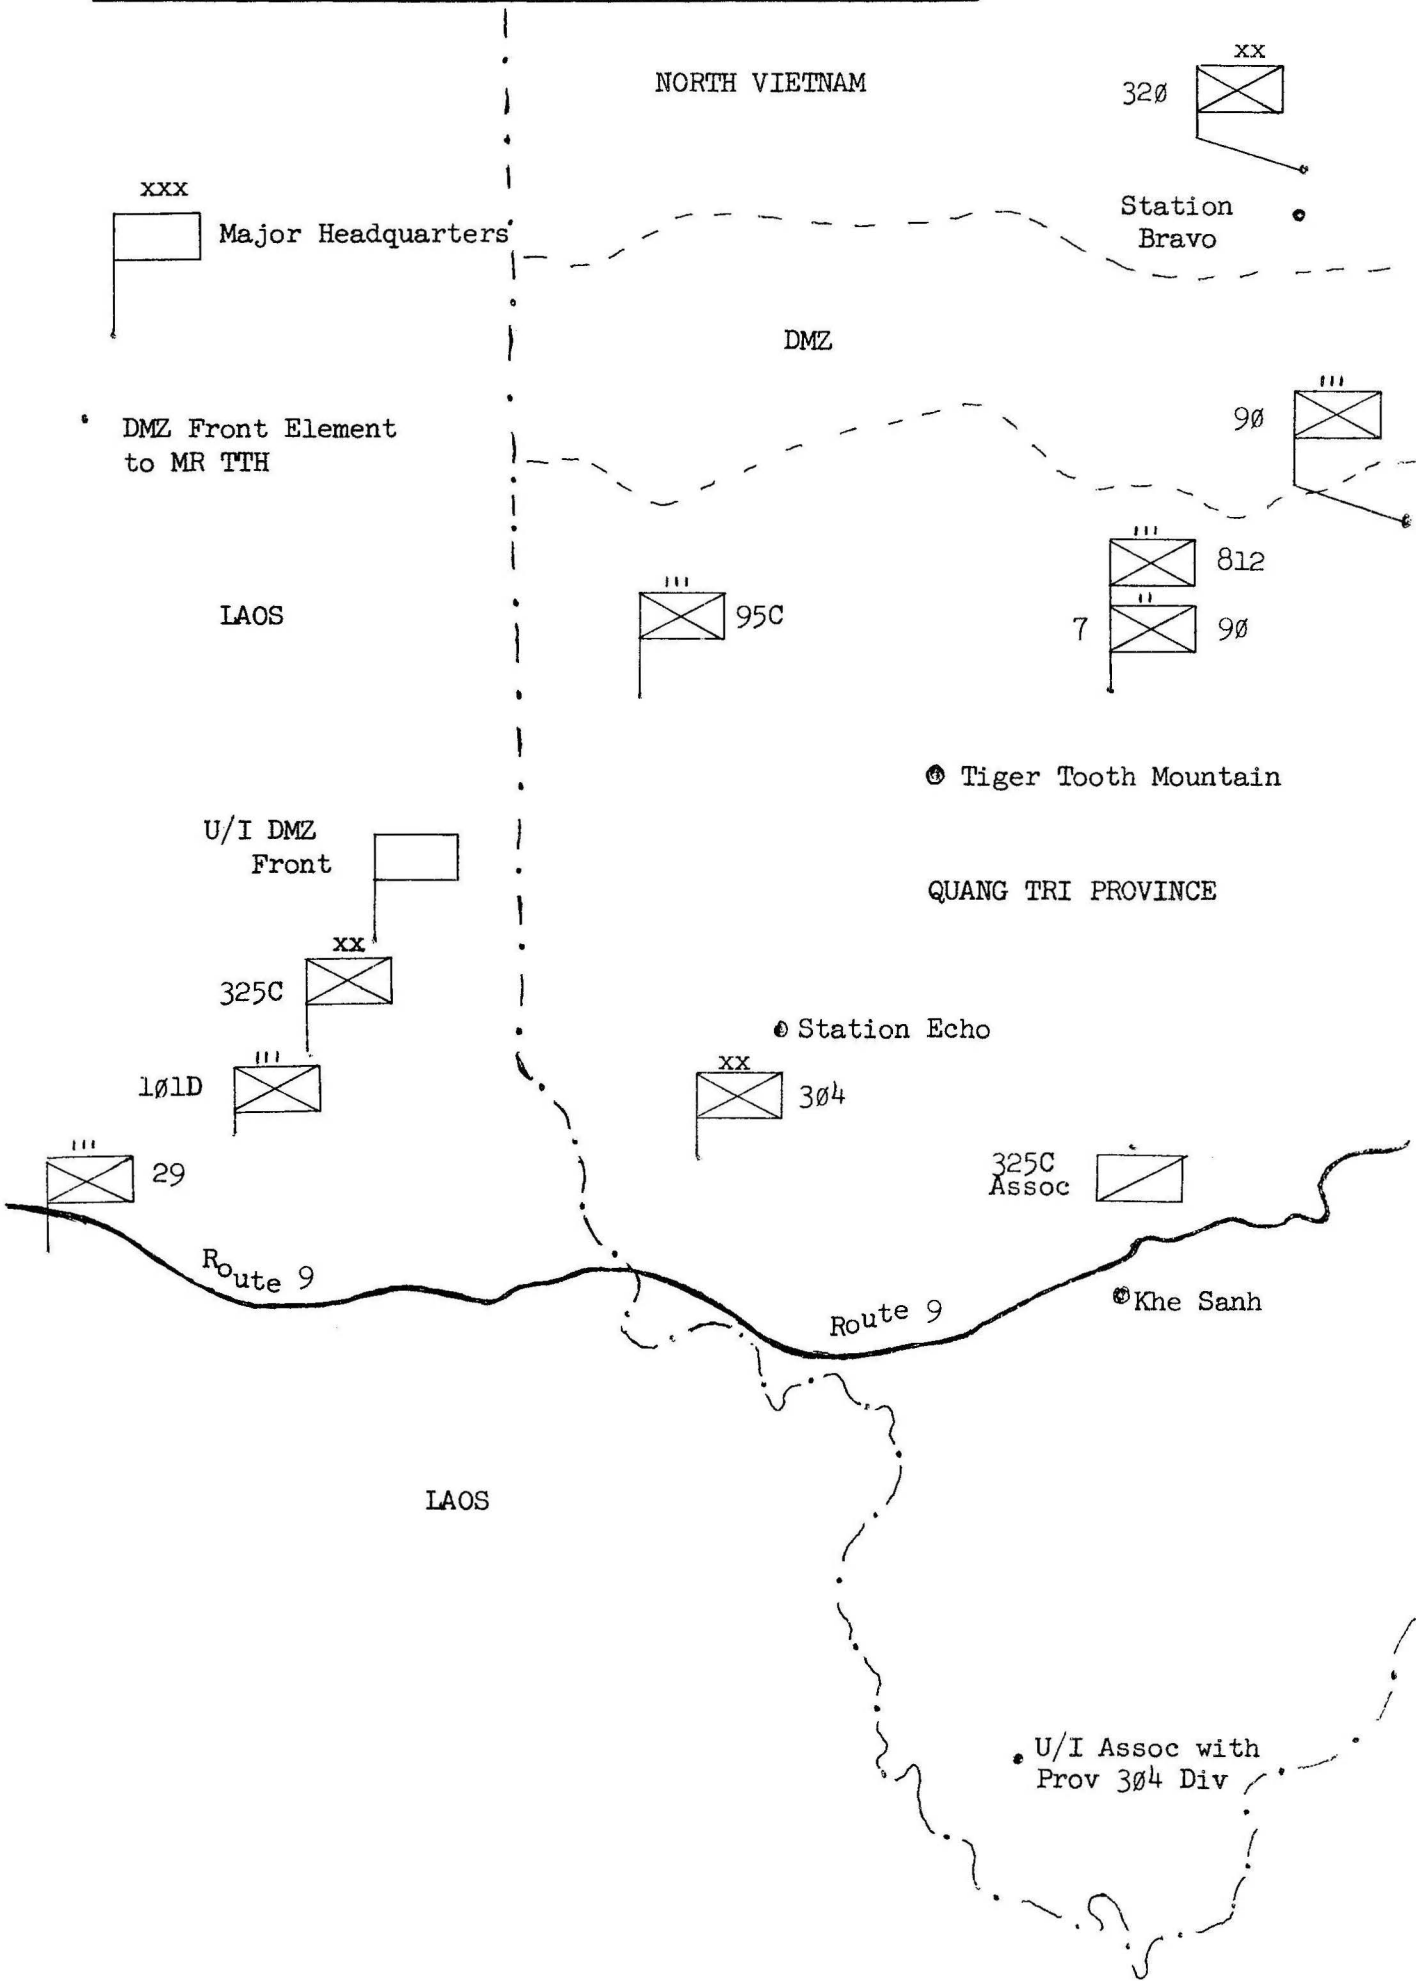 NORTH VIETNAM
xx
320
xxx
Major Headquarters
Station
Bravo
DMZ
III
90
DMZ Front Element
to MR TTH
III
812
II
7
90
LAOS
III
95C
Tiger Tooth Mountain
U/I DMZ
Front
QUANG TRI PROVINCE
xx
325C
Station Echo
III
101D
xx
304
III
29
325C
Assoc
Route 9
Khe Sanh
Route 9
LAOS
U/I Assoc with
Prov 304 Div